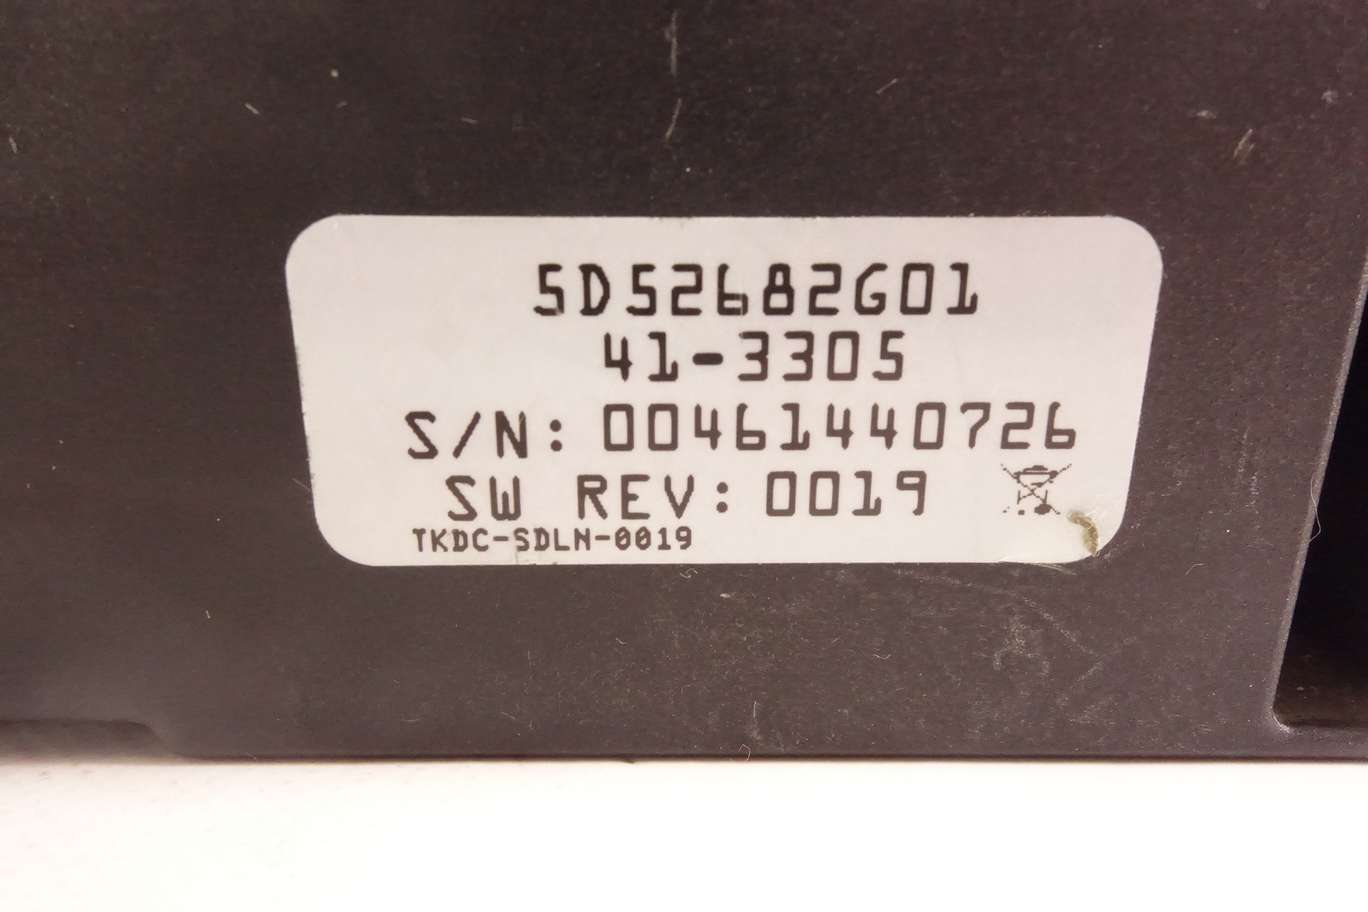 5D52682G01
41-3305
S/N: 00461440726
SW REV: 0019
TKDC-SDLN-0019